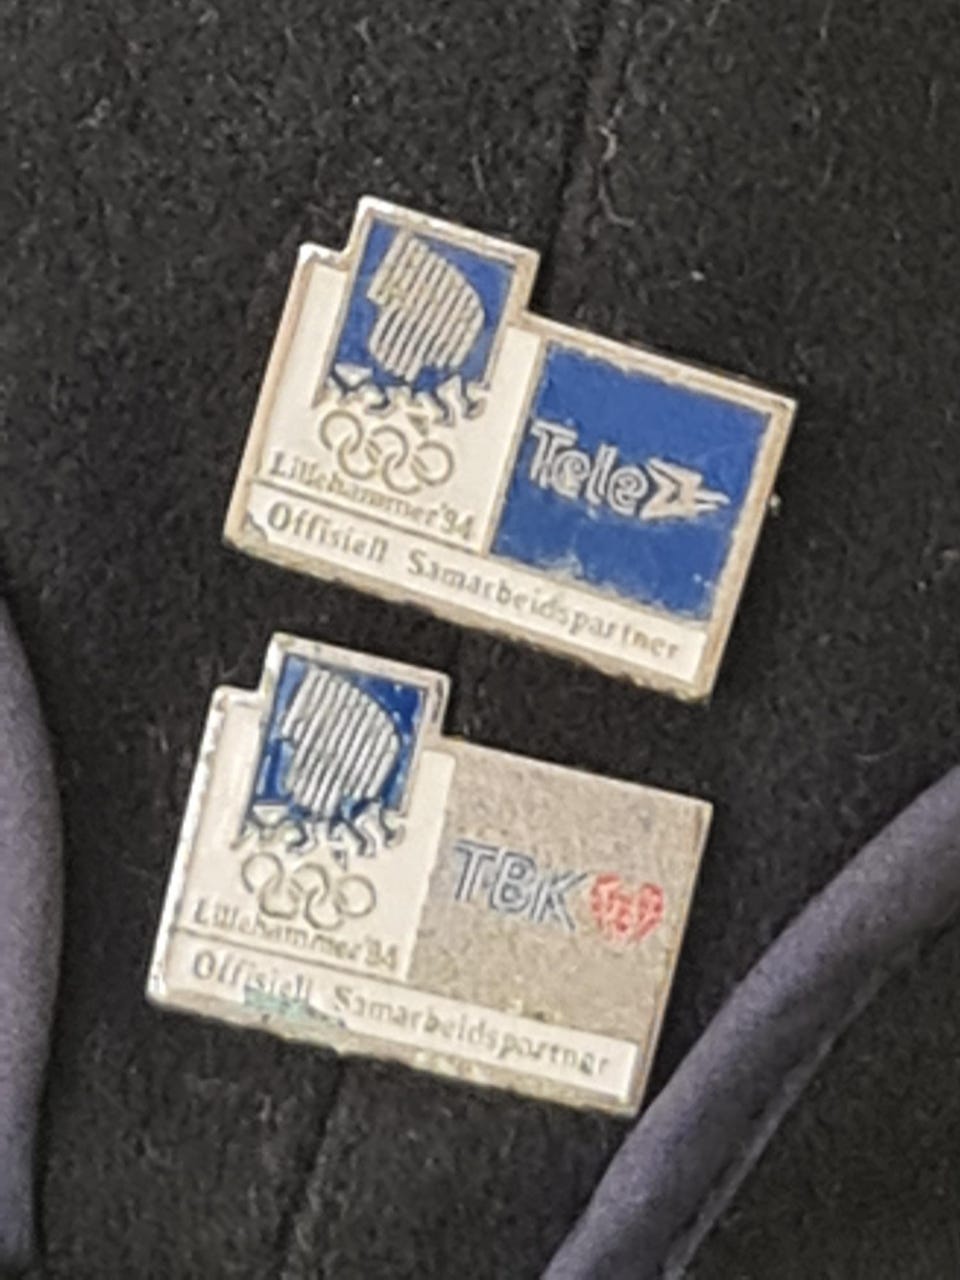 Tele
Lillehammer'94
Offisiell Samarbeidspartner
TBK
Lillehammer'94
Offisiell Samarbeidspartner